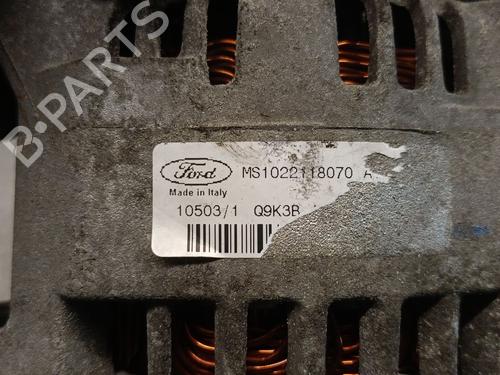 B-PARTS
Ford
MS1022118070 A
Made in Italy
10503/1 Q9K3B